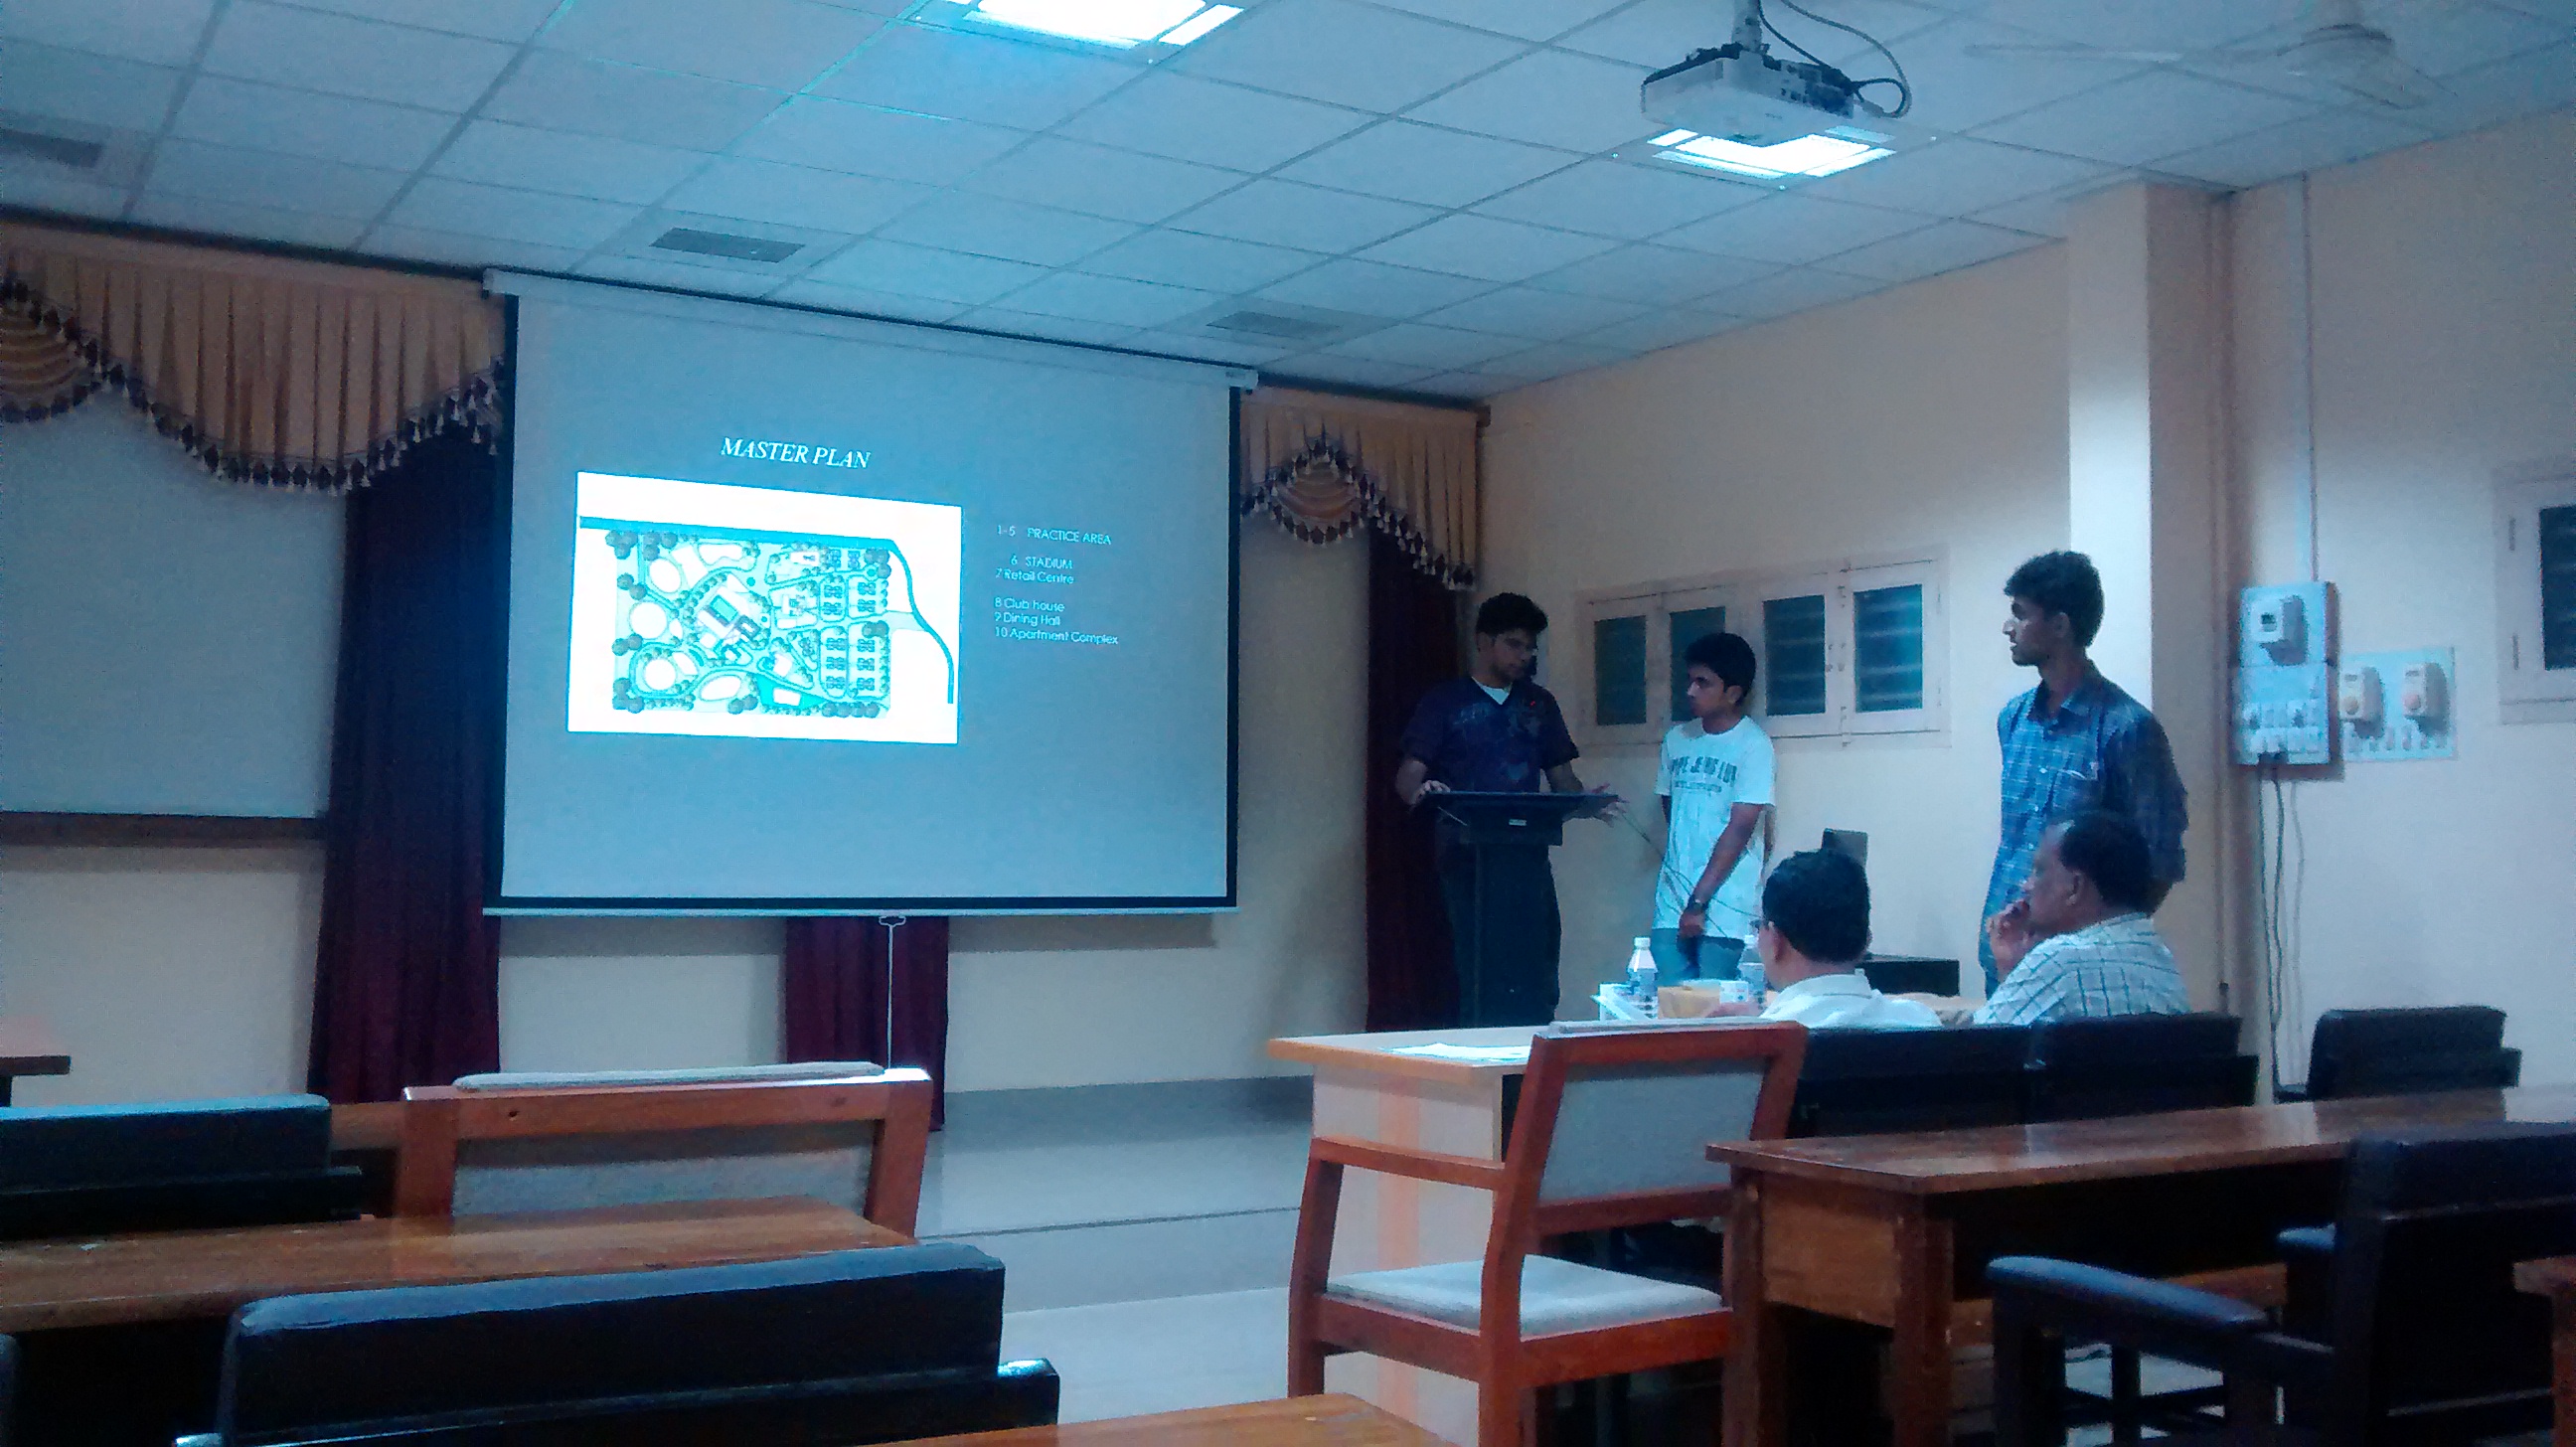 MASTER PLAN
1-5 PRACTICE AREA
6 STADIUM
7 Retail Centre
8 Club house
9 Dining Hall
10 Apartment Complex